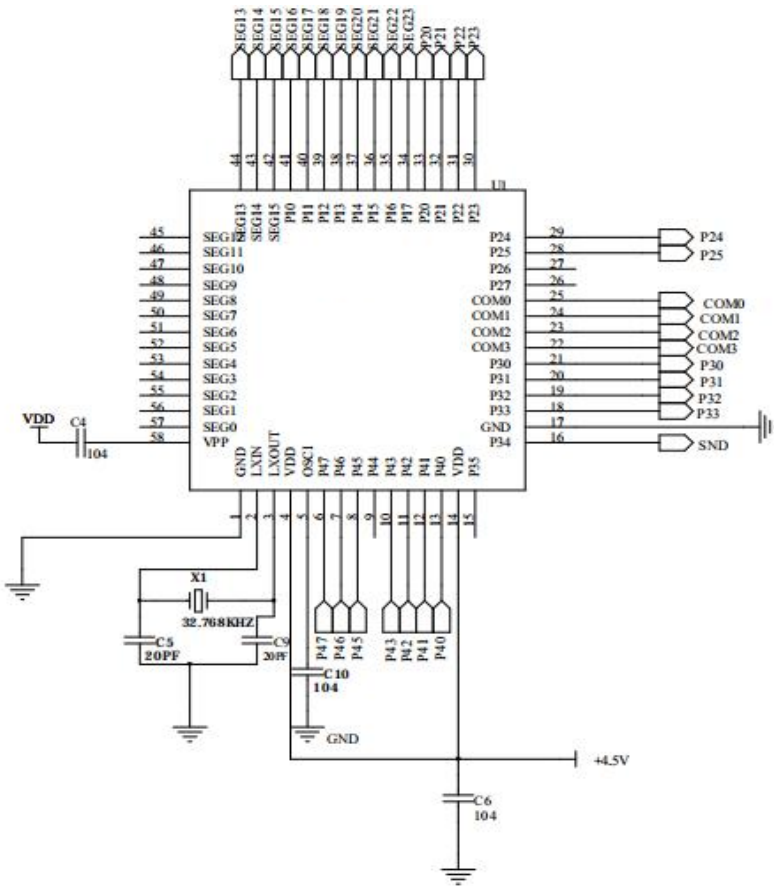 SEG13 SEG14 SEG15 SEG16 SEG17 SEG18 SEG19 SEG20 SEG21 SEG22 SEG23 P20 P21 P22 P23
44 43 42 41 40 39 38 37 36 35 34 33 32 31 30
U1
SEG13 SEG14 SEG15 P10 P11 P12 P13 P14 P15 P16 P17 P20 P21 P22 P23
45 SEG12 P24 29 P24
46 SEG11 P25 28 P25
47 SEG10 P26 27
48 SEG9 P27 26
49 SEG8 COM0 25 COM0
50 SEG7 COM1 24 COM1
51 SEG6 COM2 23 COM2
52 SEG5 COM3 22 COM3
53 SEG4 P30 21 P30
54 SEG3 P31 20 P31
55 SEG2 P32 19 P32
56 SEG1 P33 18 P33
57 SEG0 GND 17
VDD C4 104 58 VPP P34 16 SND
GND LXIN LXOUT VDD OSC1 P47 P46 P45 P44 P43 P42 P41 P40 VDD P35
1 2 3 4 5 6 7 8 9 10 11 12 13 14 15
X1
32.768KHZ
C5 C9
20PF 20PF
P47 P46 P45 P43 P42 P41 P40
C10
104
GND
+4.5V
C6
104